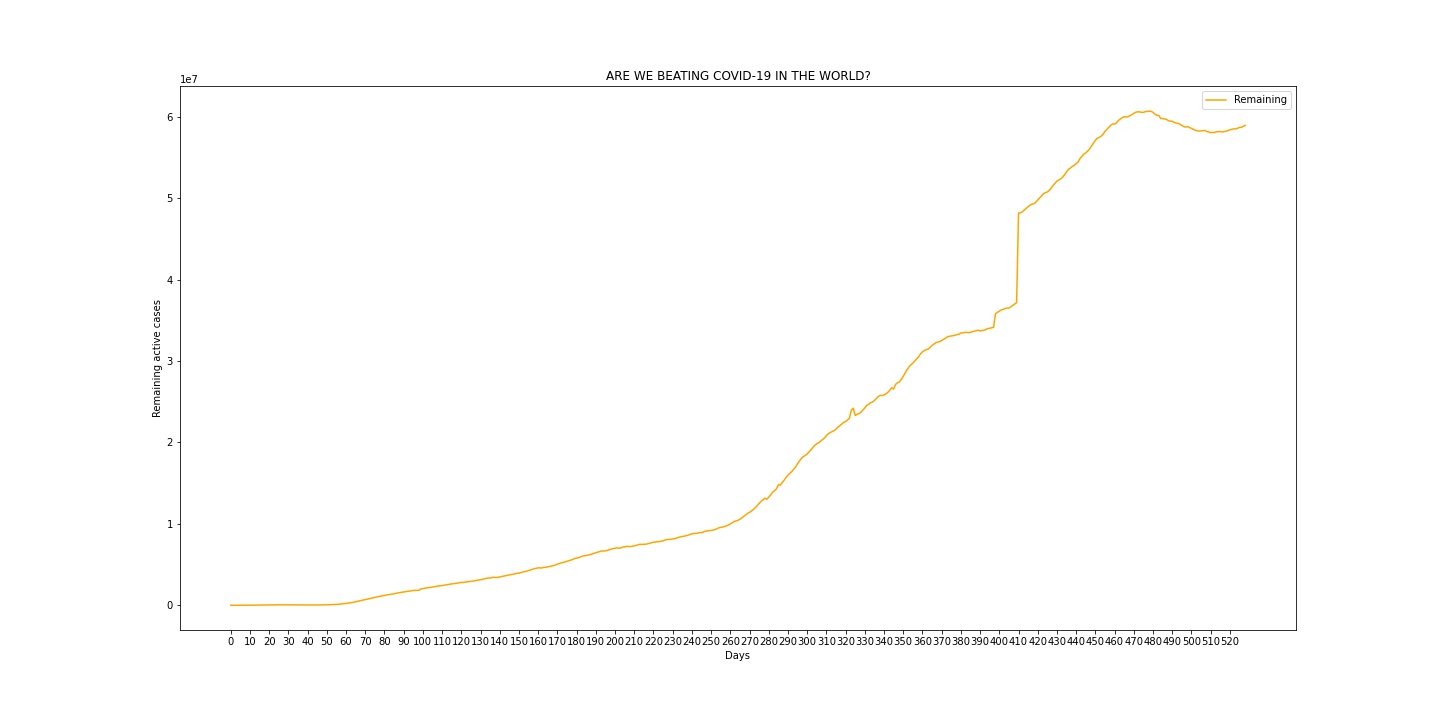 ARE WE BEATING COVID-19 IN THE WORLD?
1e7
Remaining
6
5
4
3
2
1
0
Remaining active cases
0 10 20 30 40 50 60 70 80 90 100 110 120 130 140 150 160 170 180 190 200 210 220 230 240 250 260 270 280 290 300 310 320 330 340 350 360 370 380 390 400 410 420 430 440 450 460 470 480 490 500 510 520
Days